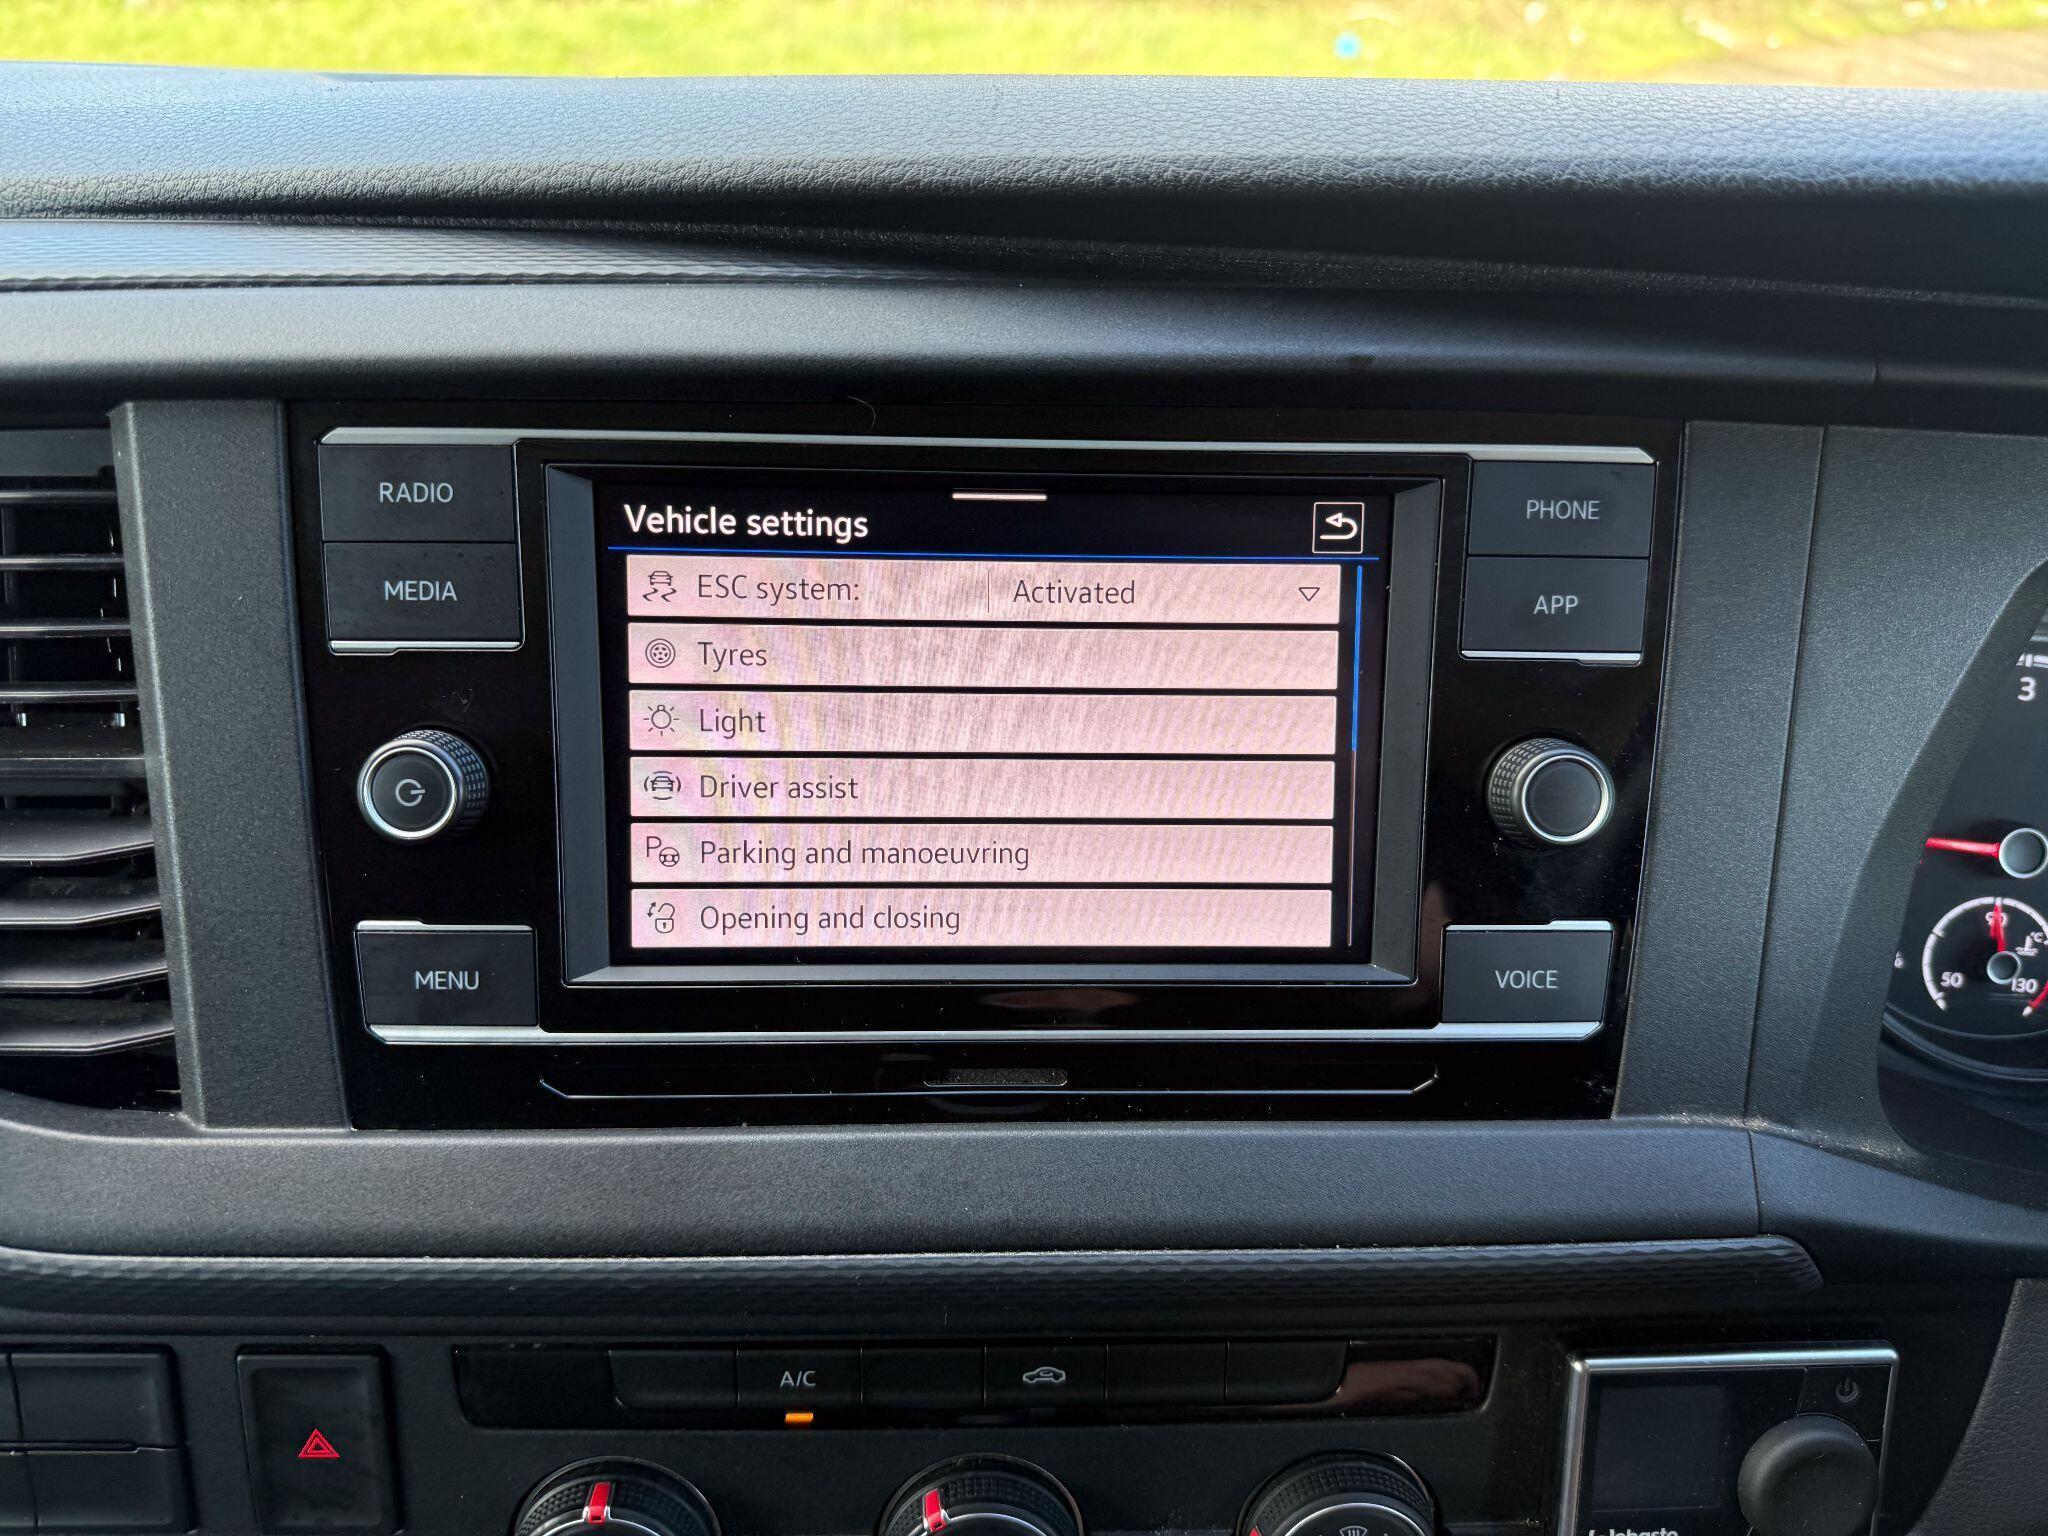 RADIO
MEDIA
MENU
Vehicle settings
ESC system: Activated
Tyres
Light
Driver assist
P Parking and manoeuvring
Opening and closing
PHONE
APP
VOICE
3
90
°C
50
130
A/C